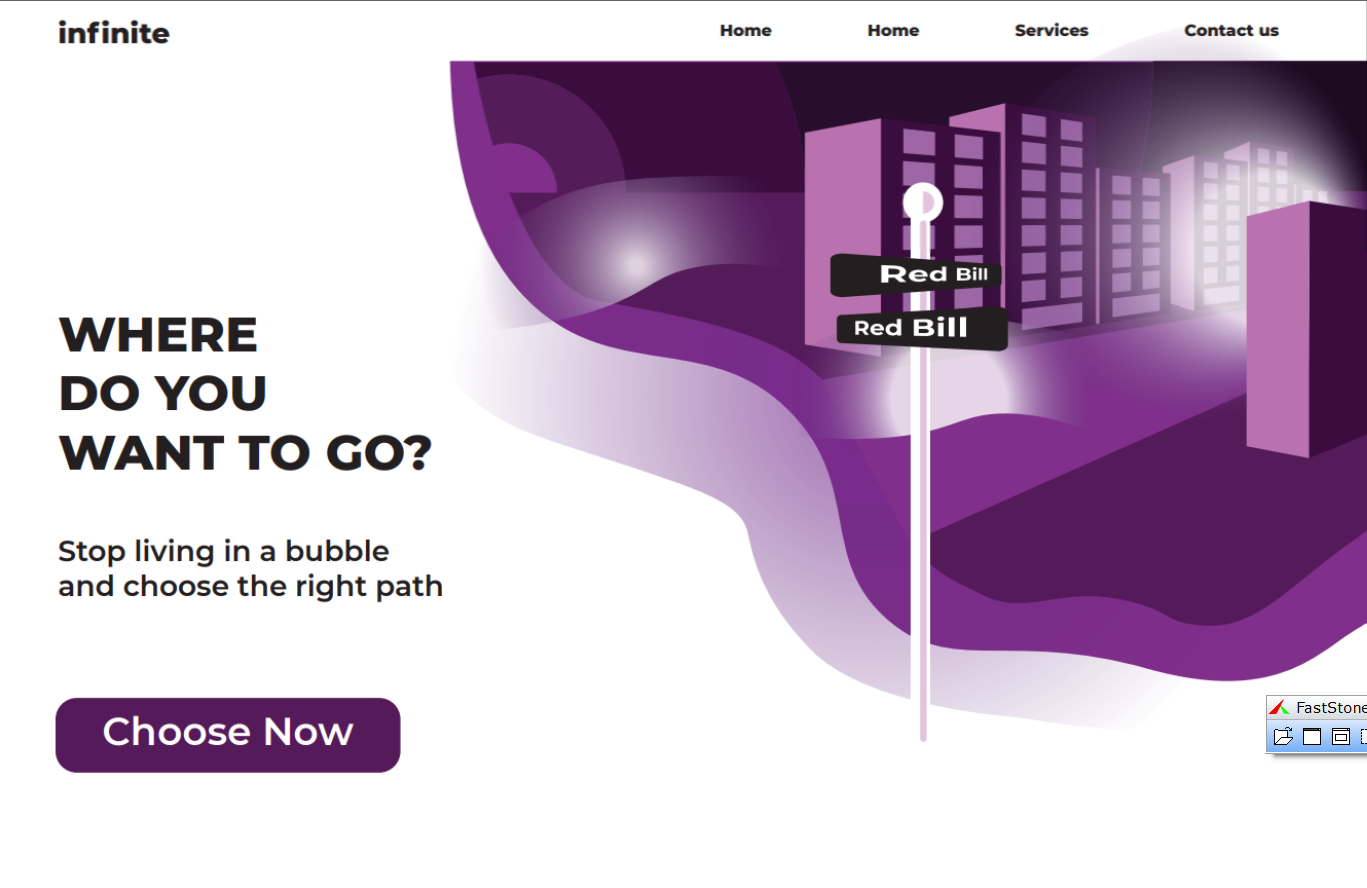 infinite
Home Home Services Contact us
Red Bill
Red Bill
WHERE
DO YOU
WANT TO GO?
Stop living in a bubble
and choose the right path
Choose Now
FastStone